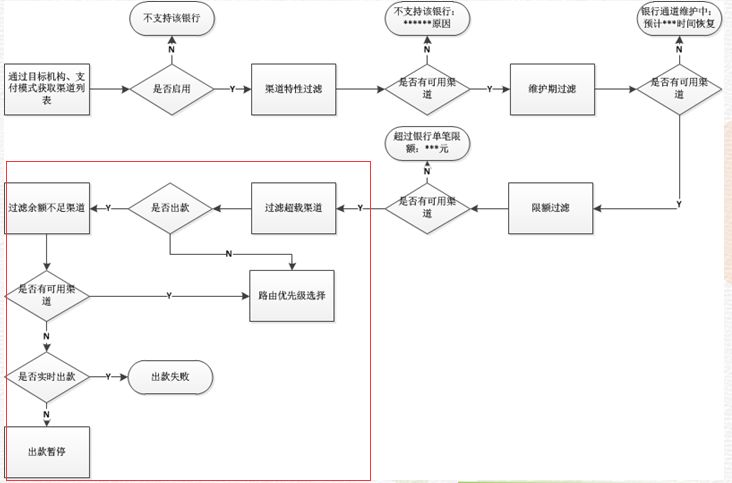 不支持该银行
不支持该银行：
******原因
银行通道维护中：
预计***时间恢复
N
N
N
通过目标机构、支
付模式获取渠道列
表
是否启用
Y
渠道特性过滤
是否有可用渠
道
Y
维护期过滤
是否有可用渠
道
超过银行单笔限
额：***元
N
Y
过滤余额不足渠道
Y
是否出款
过滤超载渠道
Y
是否有可用渠
道
限额过滤
N
是否有可用渠
道
Y
路由优先级选择
N
是否实时出款
Y
出款失败
N
出款暂停